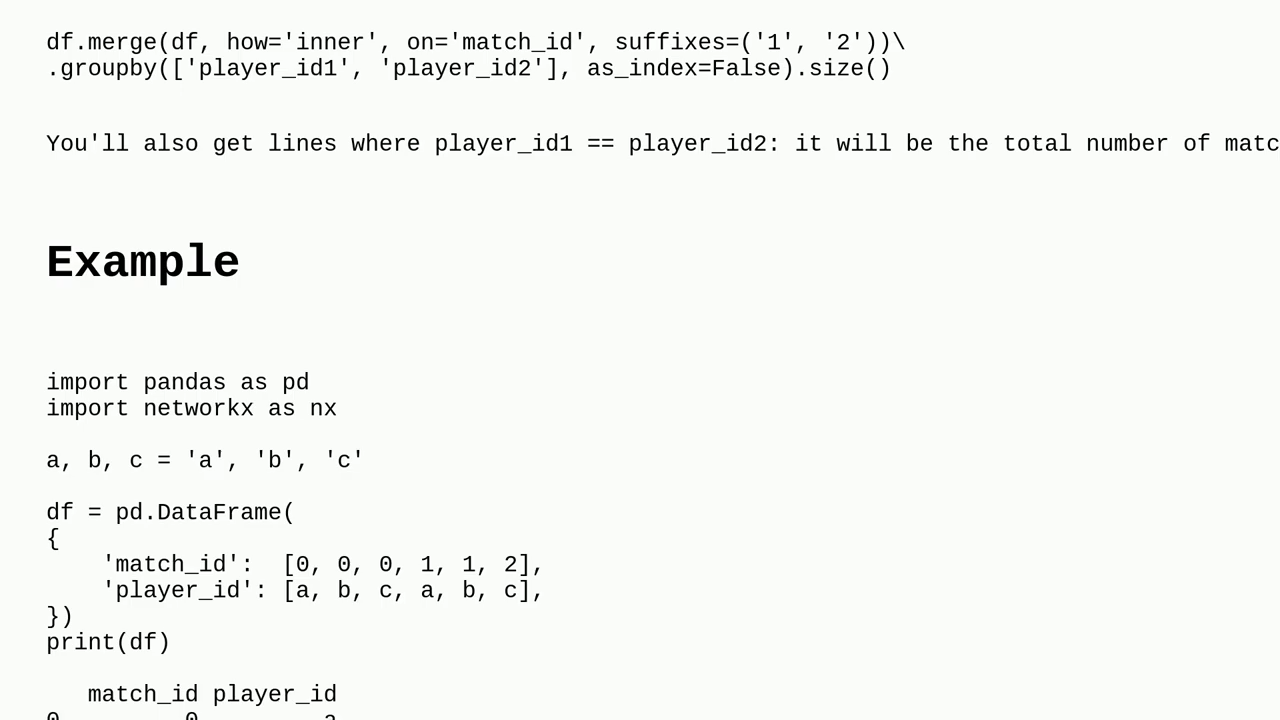 df.merge(df, how='inner', on='match_id', suffixes=('1', '2'))\
.groupby(['player_id1', 'player_id2'], as_index=False).size()
You'll also get lines where player_id1 == player_id2: it will be the total number of matc
Example
import pandas as pd
import networkx as nx
a, b, c = 'a', 'b', 'c'
df = pd.DataFrame(
{
    'match_id':  [0, 0, 0, 1, 1, 2],
    'player_id': [a, b, c, a, b, c],
})
print(df)
   match_id player_id
0         0         a